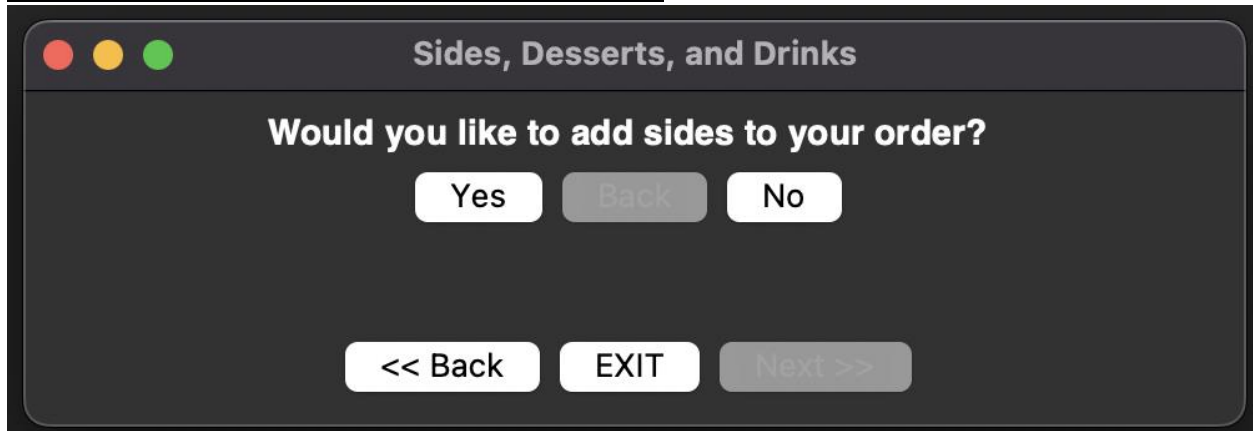 Sides, Desserts, and Drinks
Would you like to add sides to your order?
Yes Back No
<< Back EXIT Next >>